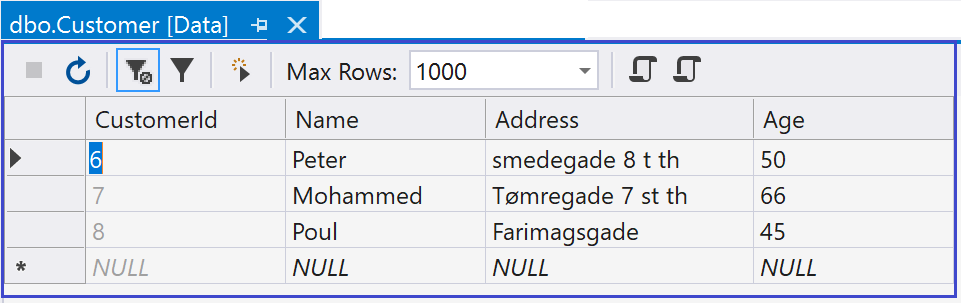 dbo.Customer [Data]
Max Rows: 1000
CustomerId Name Address Age
6 Peter smedegade 8 t th 50
7 Mohammed Tømregade 7 st th 66
8 Poul Farimagsgade 45
* NULL NULL NULL NULL